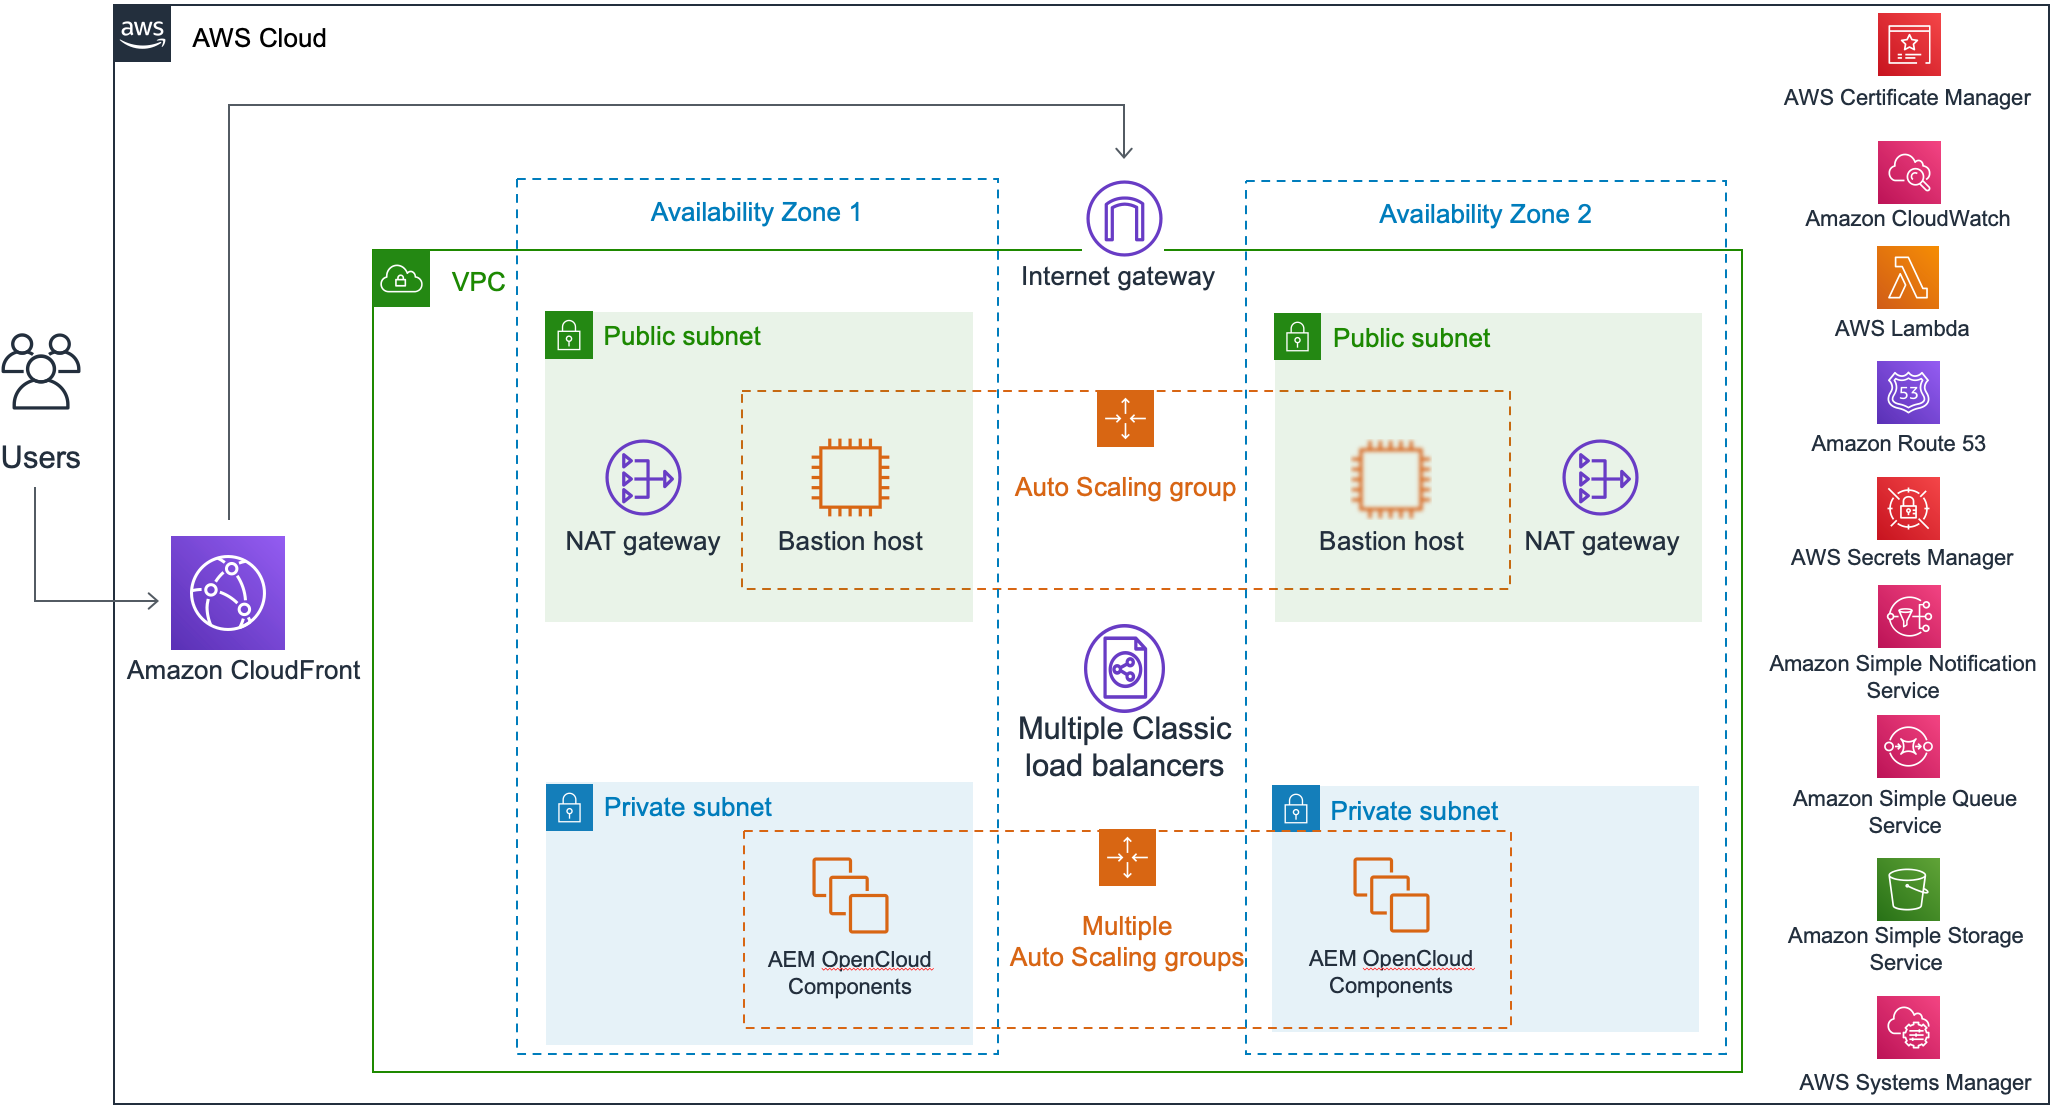 aws
AWS Cloud
AWS Certificate Manager
Amazon CloudWatch
AWS Lambda
53
Amazon Route 53
AWS Secrets Manager
Amazon Simple Notification
Service
Amazon Simple Queue
Service
Amazon Simple Storage
Service
AWS Systems Manager
Users
Amazon CloudFront
Availability Zone 1
Availability Zone 2
Internet gateway
VPC
Public subnet
Public subnet
NAT gateway
Bastion host
Auto Scaling group
Bastion host
NAT gateway
Multiple Classic
load balancers
Private subnet
Private subnet
AEM OpenCloud
Components
Multiple
Auto Scaling groups
AEM OpenCloud
Components